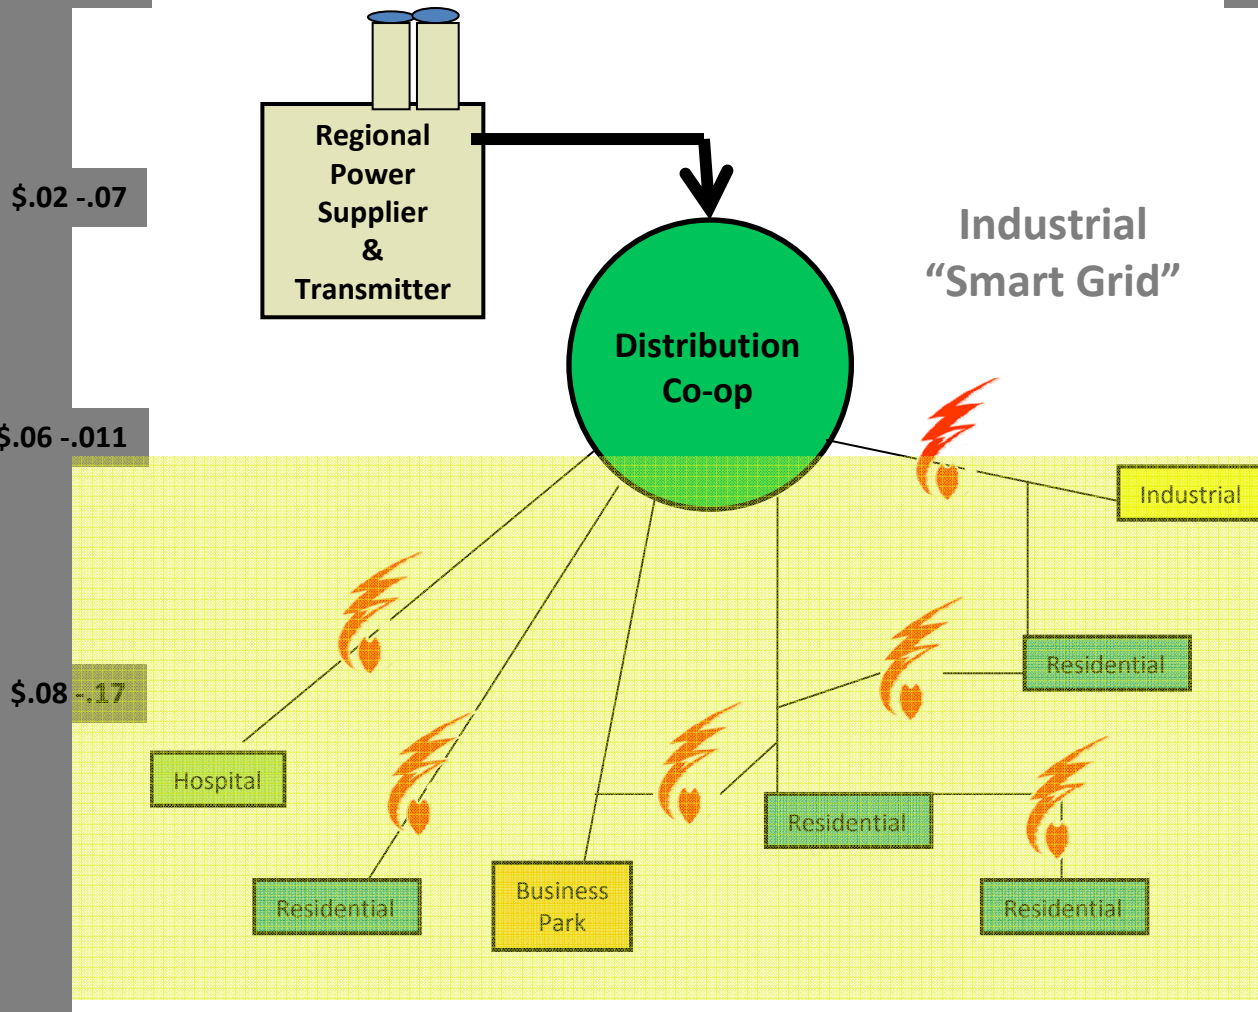 Regional
Power
Supplier
&
Transmitter
$.02 -.07
Industrial
“Smart Grid”
Distribution
Co-op
$.06 -.011
Industrial
Residential
$.08 -.17
Hospital
Residential
Residential
Business
Park
Residential